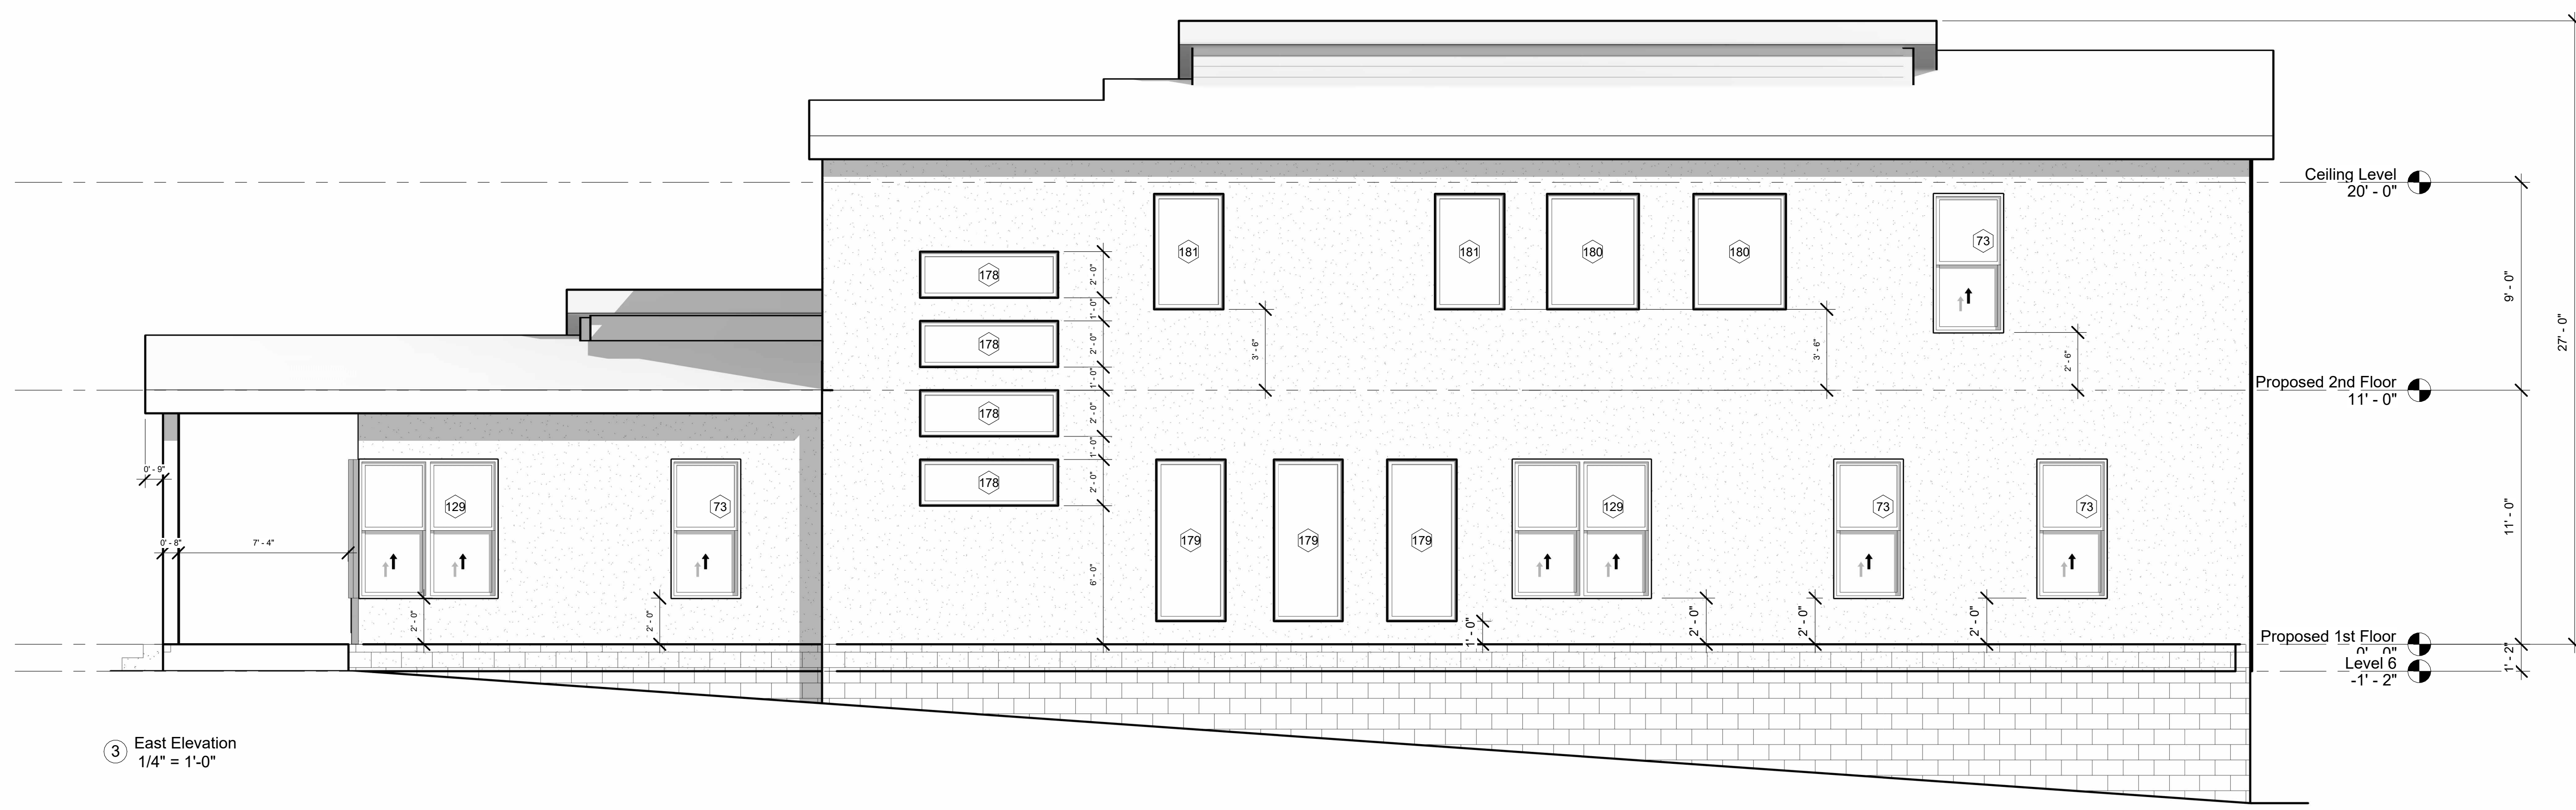 Ceiling Level
20' - 0"
181
181
180
180
73
178
2' - 0"
1' - 0"
178
2' - 0"
9' - 0"
27' - 0"
3' - 6"
3' - 6"
2' - 6"
1' - 0"
Proposed 2nd Floor
11' - 0"
178
2' - 0"
1' - 0"
0' - 9"
178
2' - 0"
129
73
129
73
73
11' - 0"
179
179
179
0' - 8"
7' - 4"
6' - 0"
2' - 0"
2' - 0"
1' - 0"
2' - 0"
2' - 0"
2' - 0"
Proposed 1st Floor
0' - 0"
Level 6
-1' - 2"
1' - 2"
3
East Elevation
1/4" = 1'-0"